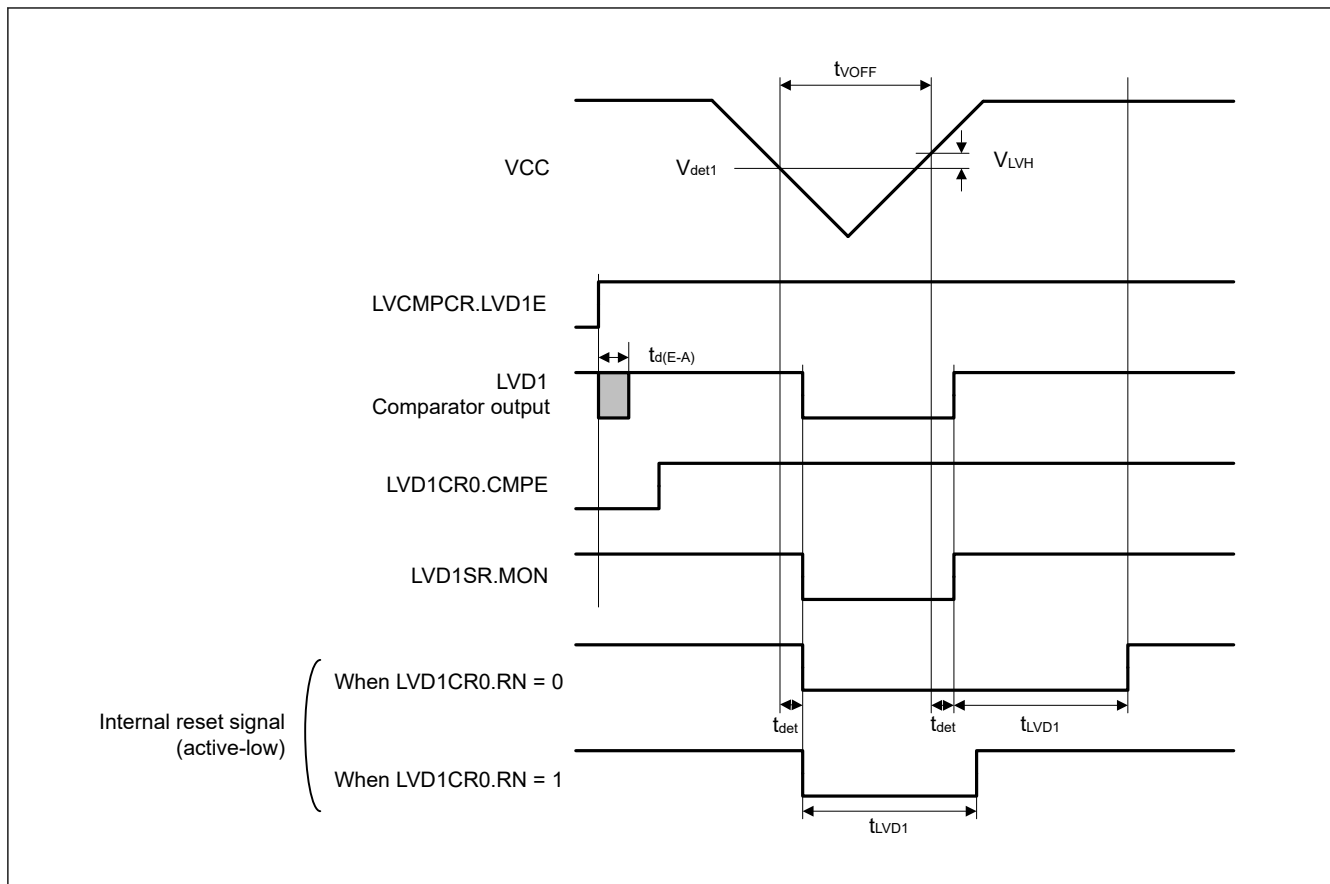 tVOFF
VCC
Vdet1
VLVH
LVCMPCR.LVD1E
td(E-A)
LVD1
Comparator output
LVD1CR0.CMPE
LVD1SR.MON
When LVD1CR0.RN = 0
Internal reset signal
(active-low)
tdet
tdet
tLVD1
When LVD1CR0.RN = 1
tLVD1